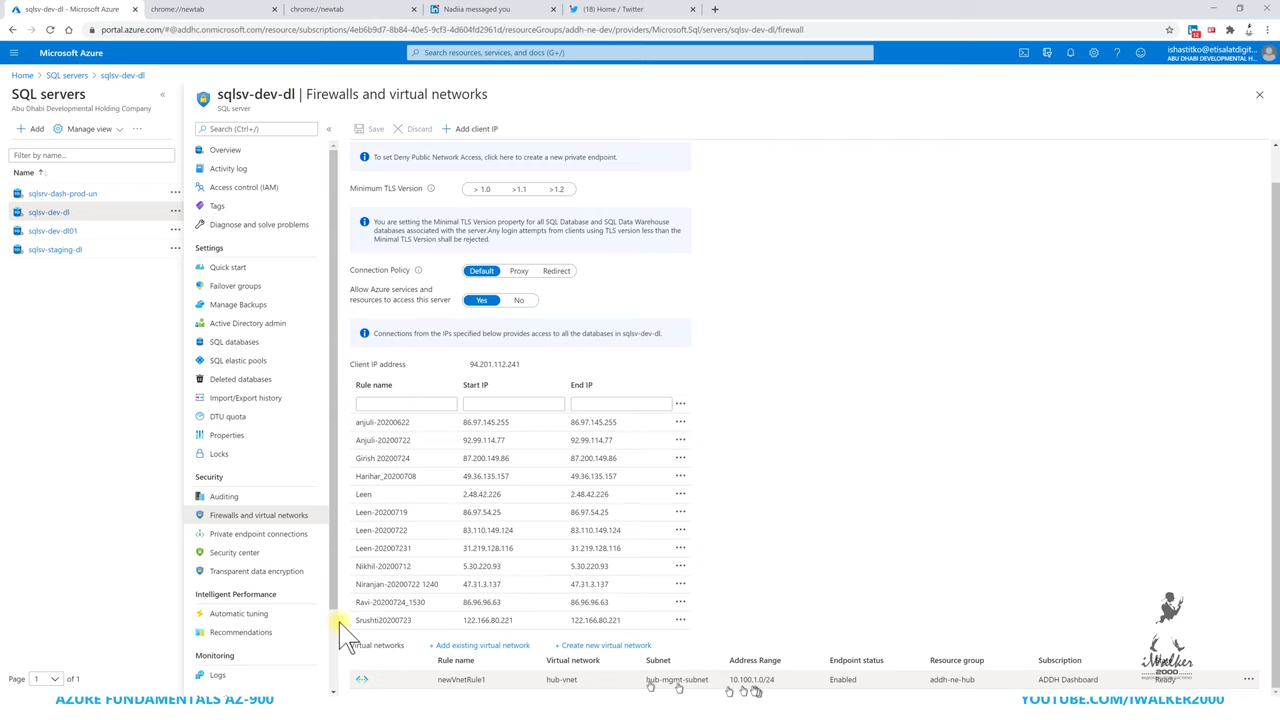 sqlsv-dev-dl - Microsoft Azure
chrome://newtab
chrome://newtab
Nadiia messaged you
(18) Home / Twitter
portal.azure.com/#@addhc.onmicrosoft.com/resource/subscriptions/4eb6b9d7-8b84-40e5-9cf3-4d604fd2961d/resourceGroups/addh-ne-dev/providers/Microsoft.Sql/servers/sqlsv-dev-dl/firewall
Microsoft Azure
Search resources, services, and docs (G+/)
ishastitko@etisalatdigit...
ABU DHABI DEVELOPMENTAL H...
Home > SQL servers > sqlsv-dev-dl
SQL servers
Abu Dhabi Developmental Holding Company
Add
Manage view
Filter by name...
Name
sqlsrv-dash-prod-un
sqlsv-dev-dl
sqlsv-dev-dl01
sqlsv-staging-dl
Page 1 of 1
sqlsv-dev-dl | Firewalls and virtual networks
SQL server
Search (Ctrl+/)
Overview
Activity log
Access control (IAM)
Tags
Diagnose and solve problems
Settings
Quick start
Failover groups
Manage Backups
Active Directory admin
SQL databases
SQL elastic pools
Deleted databases
Import/Export history
DTU quota
Properties
Locks
Security
Auditing
Firewalls and virtual networks
Private endpoint connections
Security center
Transparent data encryption
Intelligent Performance
Automatic tuning
Recommendations
Monitoring
Logs
Save
Discard
Add client IP
To set Deny Public Network Access, click here to create a new private endpoint.
Minimum TLS Version > 1.0 >1.1 >1.2
You are setting the Minimal TLS Version property for all SQL Database and SQL Data Warehouse
databases associated with the server.Any login attempts from clients using TLS version less than the
Minimal TLS Version shall be rejected.
Connection Policy Default Proxy Redirect
Allow Azure services and
resources to access this server Yes No
Connections from the IPs specified below provides access to all the databases in sqlsv-dev-dl.
Client IP address 94.201.112.241
Rule name Start IP End IP
anjuli-20200622 86.97.145.255 86.97.145.255
Anjuli-20200722 92.99.114.77 92.99.114.77
Girish 20200724 87.200.149.86 87.200.149.86
Harihar_20200708 49.36.135.157 49.36.135.157
Leen 2.48.42.226 2.48.42.226
Leen-20200719 86.97.54.25 86.97.54.25
Leen-20200722 83.110.149.124 83.110.149.124
Leen-202007231 31.219.128.116 31.219.128.116
Nikhil-20200712 5.30.220.93 5.30.220.93
Niranjan-20200722 1240 47.31.3.137 47.31.3.137
Ravi-20200724_1530 86.96.96.63 86.96.96.63
Srushti20200723 122.166.80.221 122.166.80.221
Virtual networks + Add existing virtual network + Create new virtual network
Rule name Virtual network Subnet Address Range Endpoint status Resource group Subscription
newVnetRule1 hub-vnet hub-mgmt-subnet 10.100.1.0/24 Enabled addh-ne-hub ADDH Dashboard Ready
iWalker
2000
AZURE FUNDAMENTALS AZ-900
YOUTUBE.COM/IWALKER2000